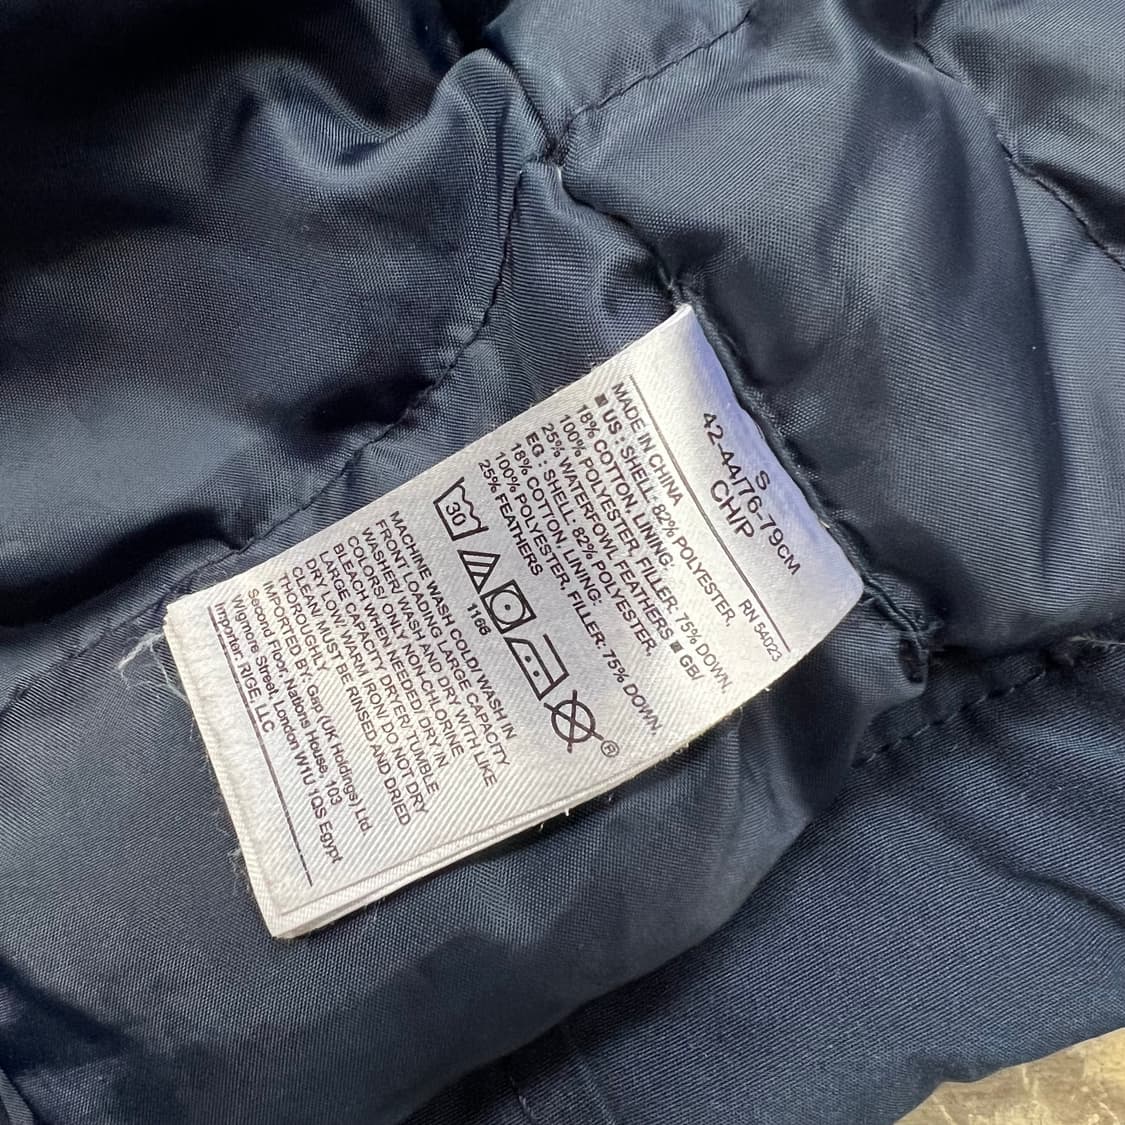 S
42-44/76-79CM
CHIP
RN 54023
MADE IN CHINA
■ US : SHELL: 82% POLYESTER,
18% COTTON, LINING:
100% POLYESTER, FILLER: 75% DOWN,
25% WATERFOWL FEATHERS ■ GB/
EG : SHELL: 82% POLYESTER,
18% COTTON, LINING:
100% POLYESTER, FILLER: 75% DOWN,
25% FEATHERS
30
1166
®
MACHINE WASH COLD/ WASH IN
FRONT LOADING LARGE CAPACITY
WASHER/ WASH AND DRY WITH LIKE
COLORS/ ONLY NON-CHLORINE
BLEACH WHEN NEEDED/ DRY IN
LARGE CAPACITY DRYER/ TUMBLE
DRY LOW/ WARM IRON/ DO NOT DRY
CLEAN/ MUST BE RINSED AND DRIED
THOROUGHLY
IMPORTED BY: Gap (UK Holdings) Ltd
Second Floor, Nations House, 103
Wigmore Street London W1U 1QS Egypt
Importer: RIGE LLC